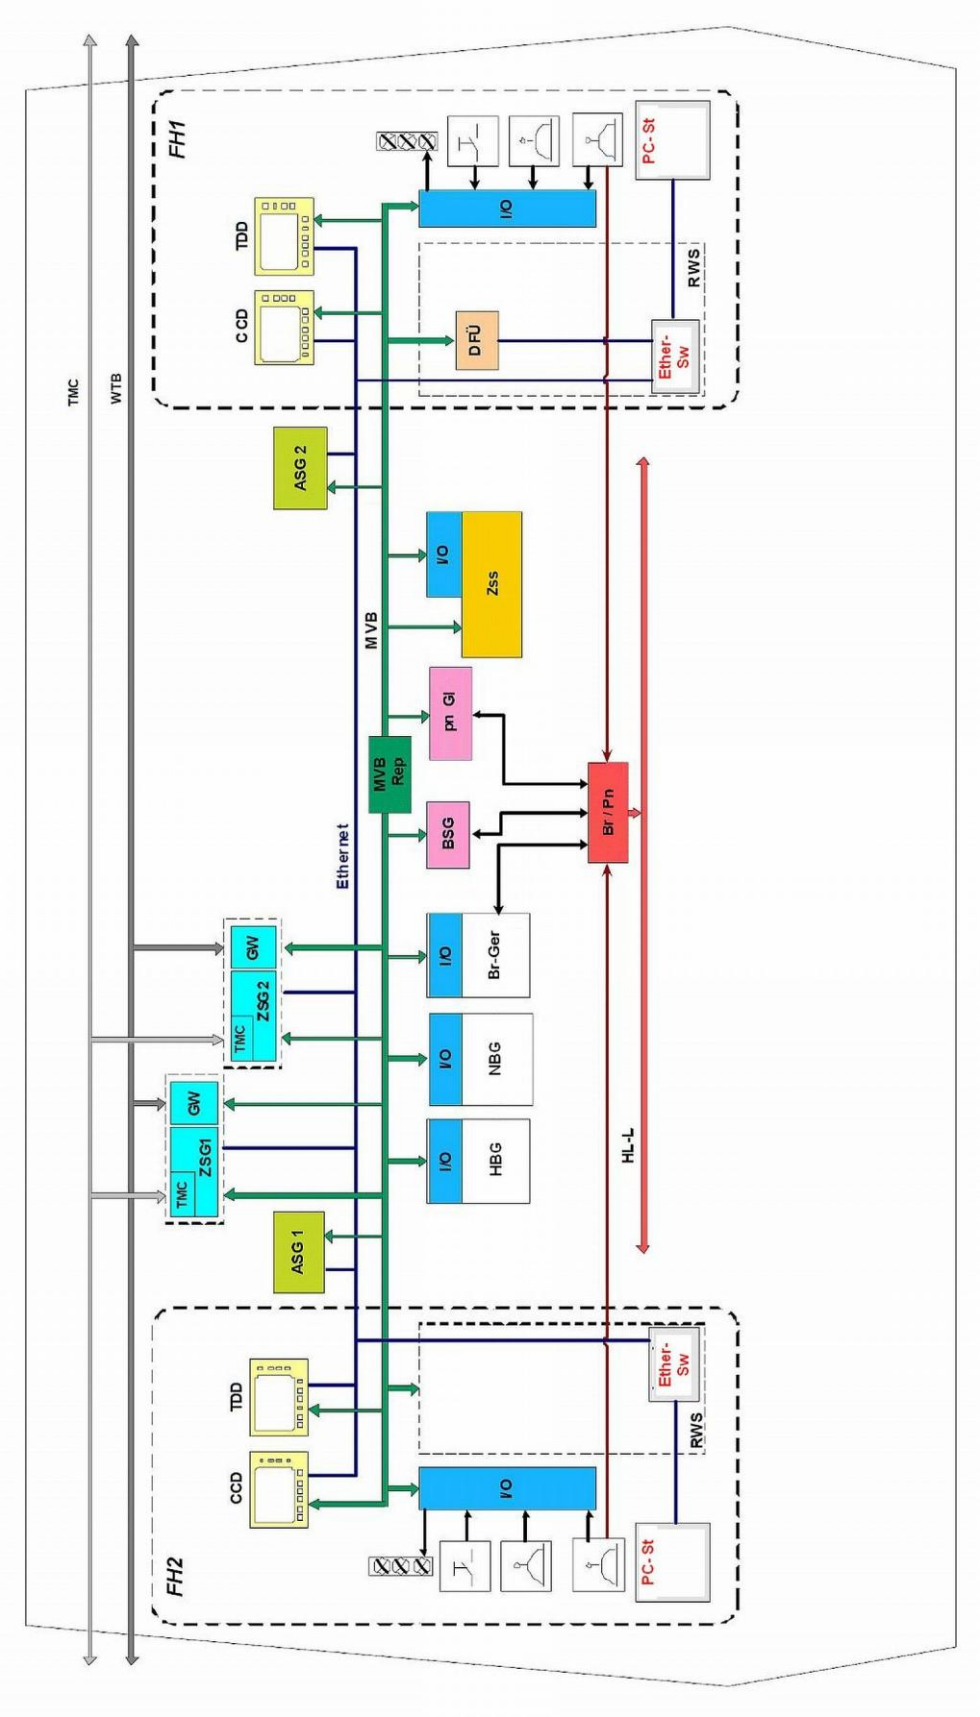 TMC
WTB
FH2
FH1
TMC
ZSG1
GW
TMC
ZSG2
GW
CCD
TDD
ASG 1
ASG 2
CCD
TDD
Ethernet
MVB
MVB
Rep
I/O
HBG
I/O
NBG
I/O
Br-Ger
BSG
pn Gl
I/O
Zss
DFÜ
I/O
I/O
Br / Pn
HL-L
PC- St
RWS
Ether-
Sw
Ether-
Sw
RWS
PC- St